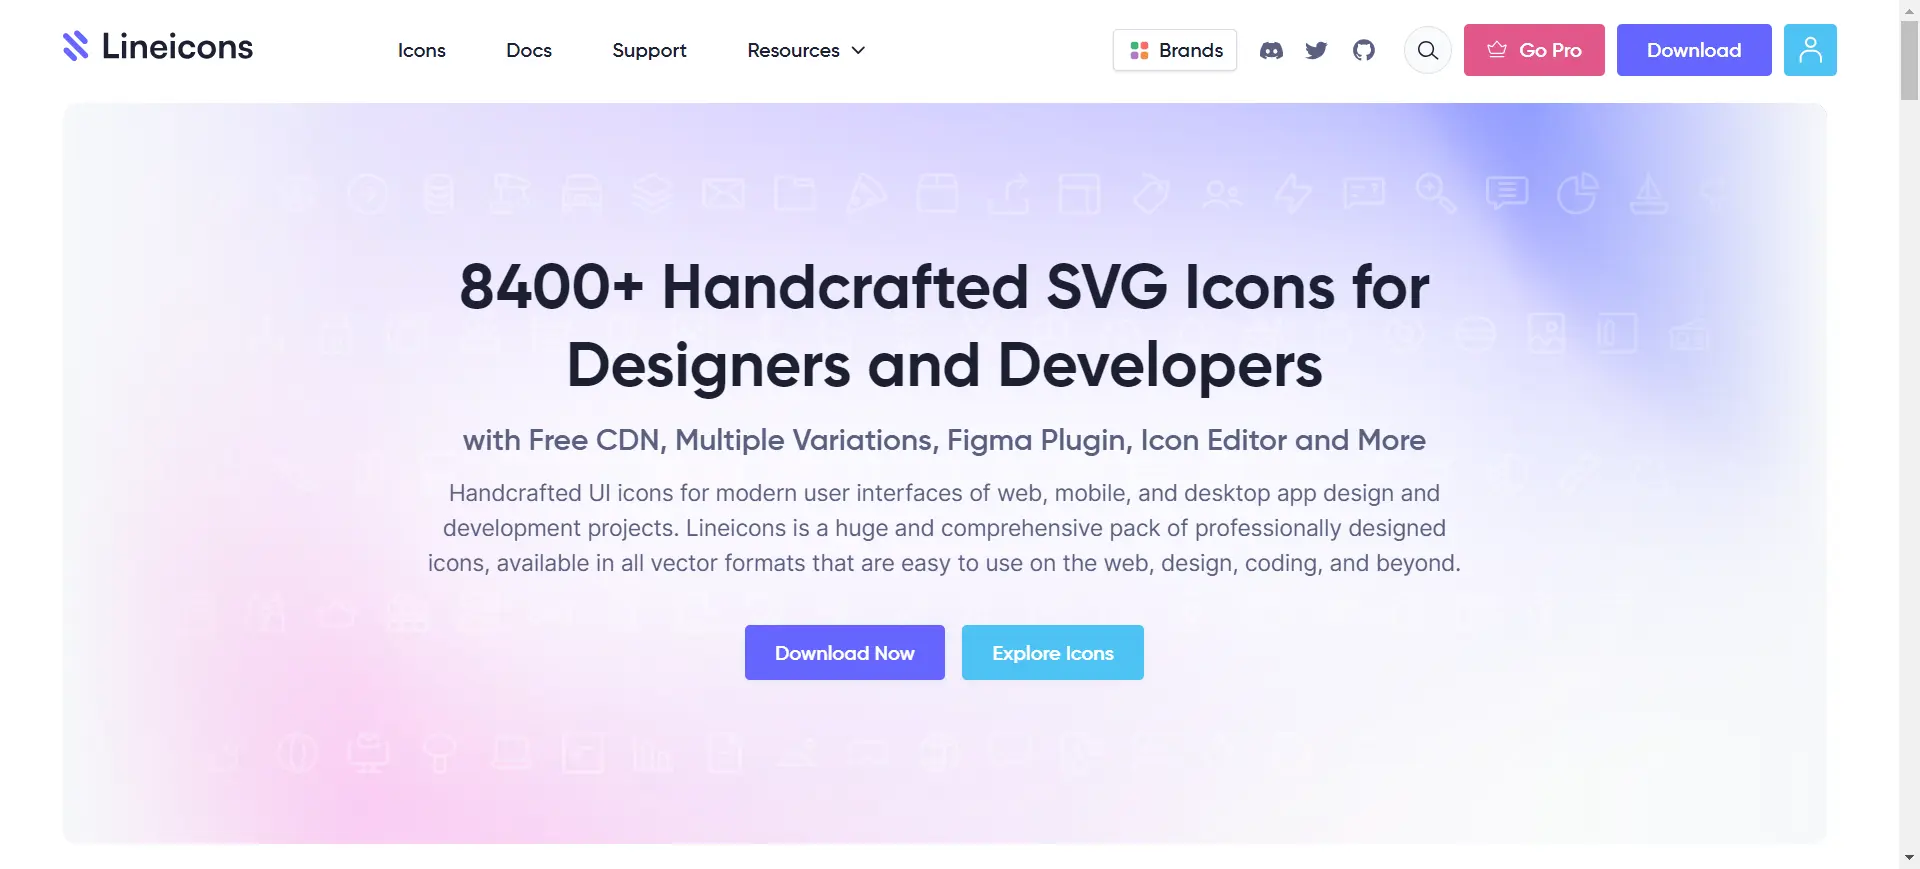 Lineicons
Icons
Docs
Support
Resources
Brands
Go Pro
Download
8400+ Handcrafted SVG Icons for
Designers and Developers
with Free CDN, Multiple Variations, Figma Plugin, Icon Editor and More
Handcrafted UI icons for modern user interfaces of web, mobile, and desktop app design and
development projects. Lineicons is a huge and comprehensive pack of professionally designed
icons, available in all vector formats that are easy to use on the web, design, coding, and beyond.
Download Now
Explore Icons